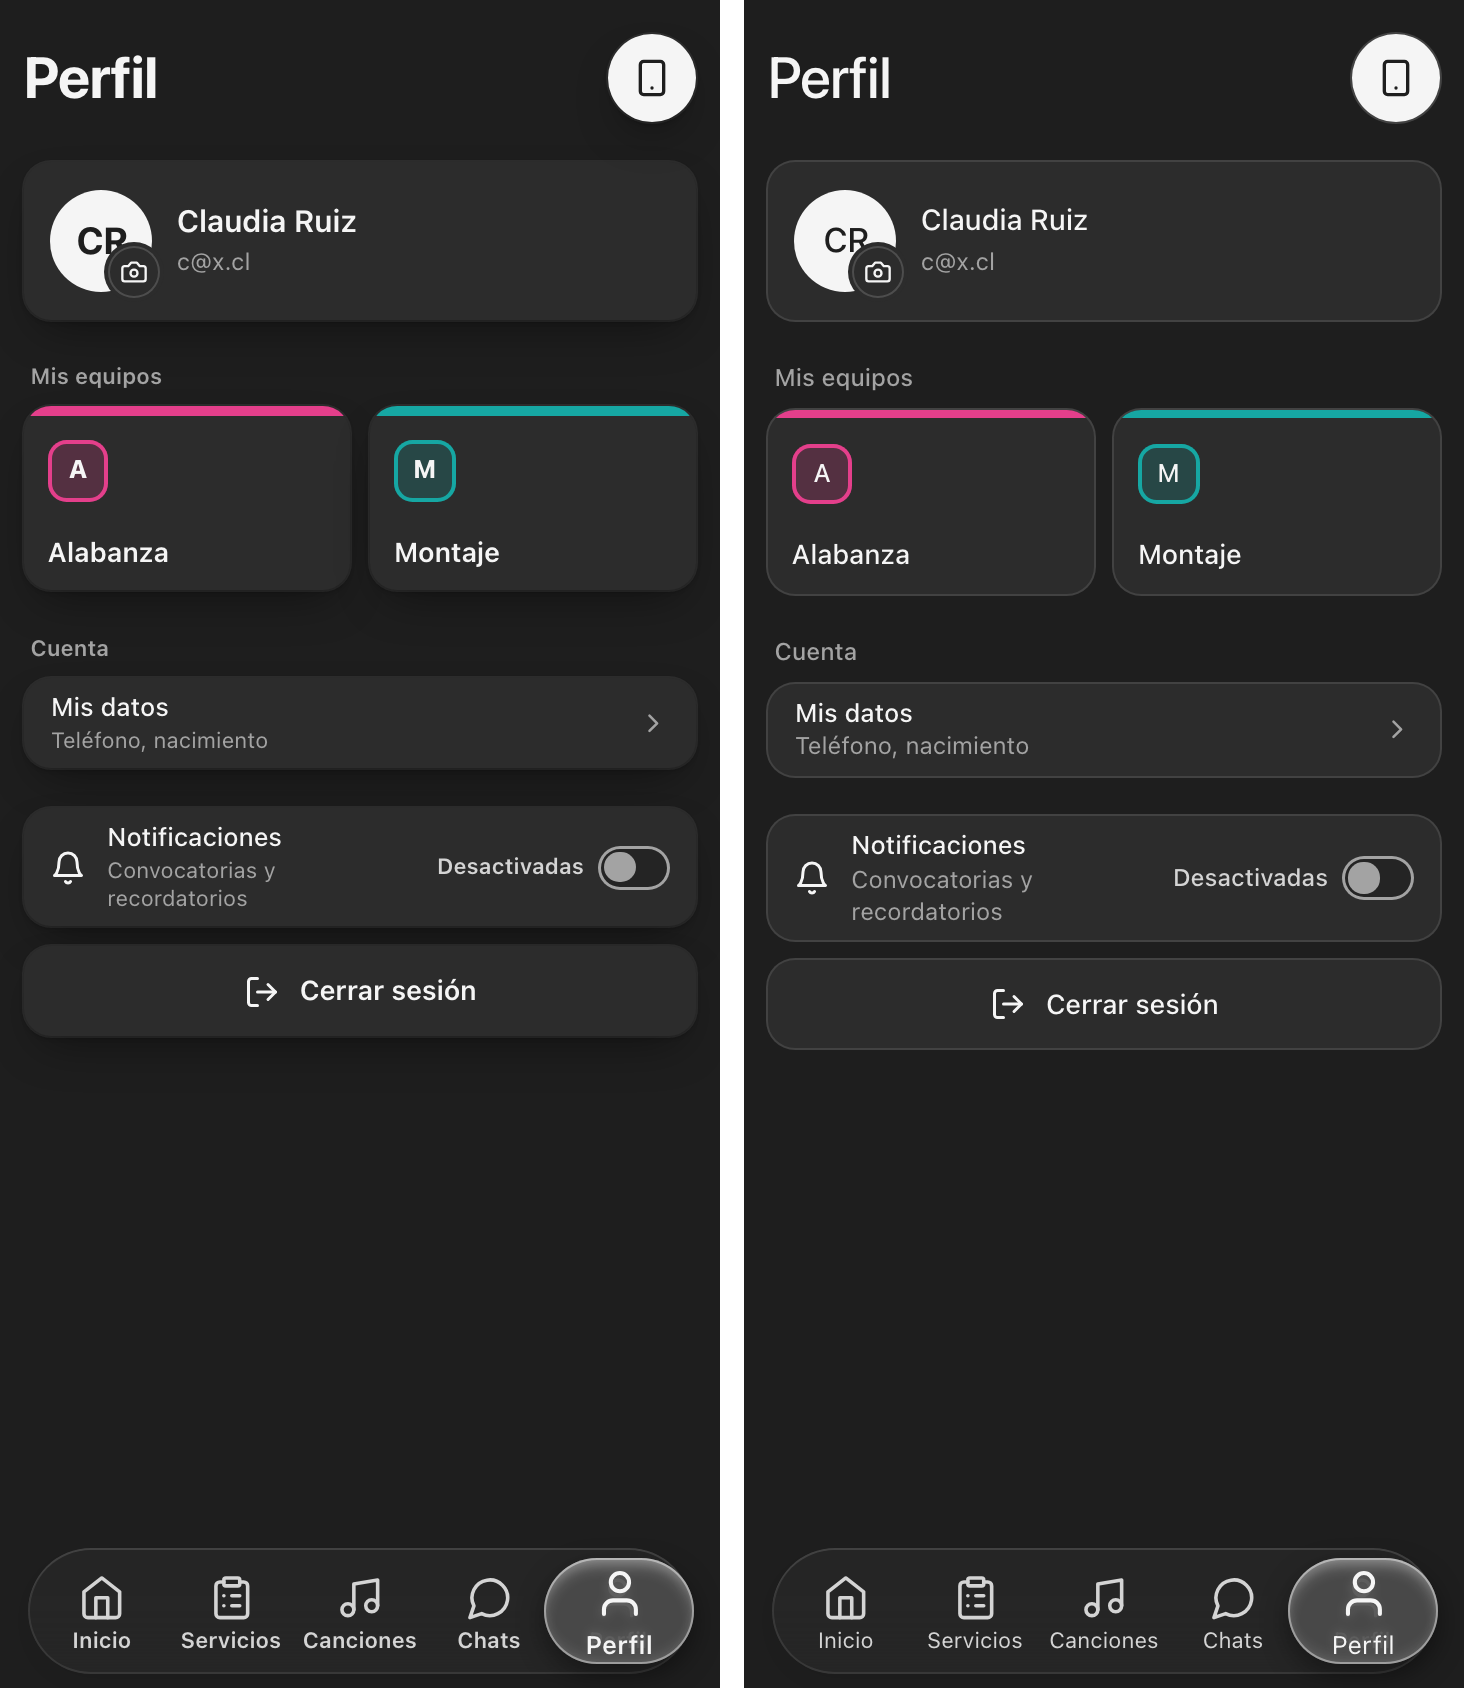 Perfil
CR
Claudia Ruiz
c@x.cl
Mis equipos
A
Alabanza
M
Montaje
Cuenta
Mis datos
Teléfono, nacimiento
Notificaciones
Convocatorias y
recordatorios
Desactivadas
Cerrar sesión
Inicio
Servicios
Canciones
Chats
Perfil
Perfil
CR
Claudia Ruiz
c@x.cl
Mis equipos
A
Alabanza
M
Montaje
Cuenta
Mis datos
Teléfono, nacimiento
Notificaciones
Convocatorias y
recordatorios
Desactivadas
Cerrar sesión
Inicio
Servicios
Canciones
Chats
Perfil